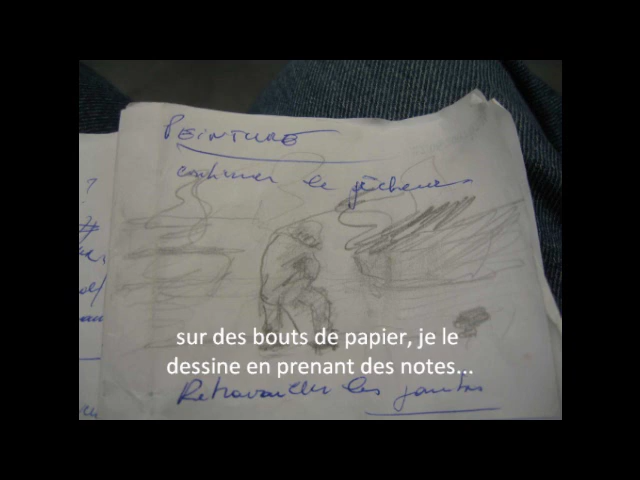 PEINTURE
continuer le pêcheur
sur des bouts de papier, je le
dessine en prenant des notes...
Retravailler les jambes